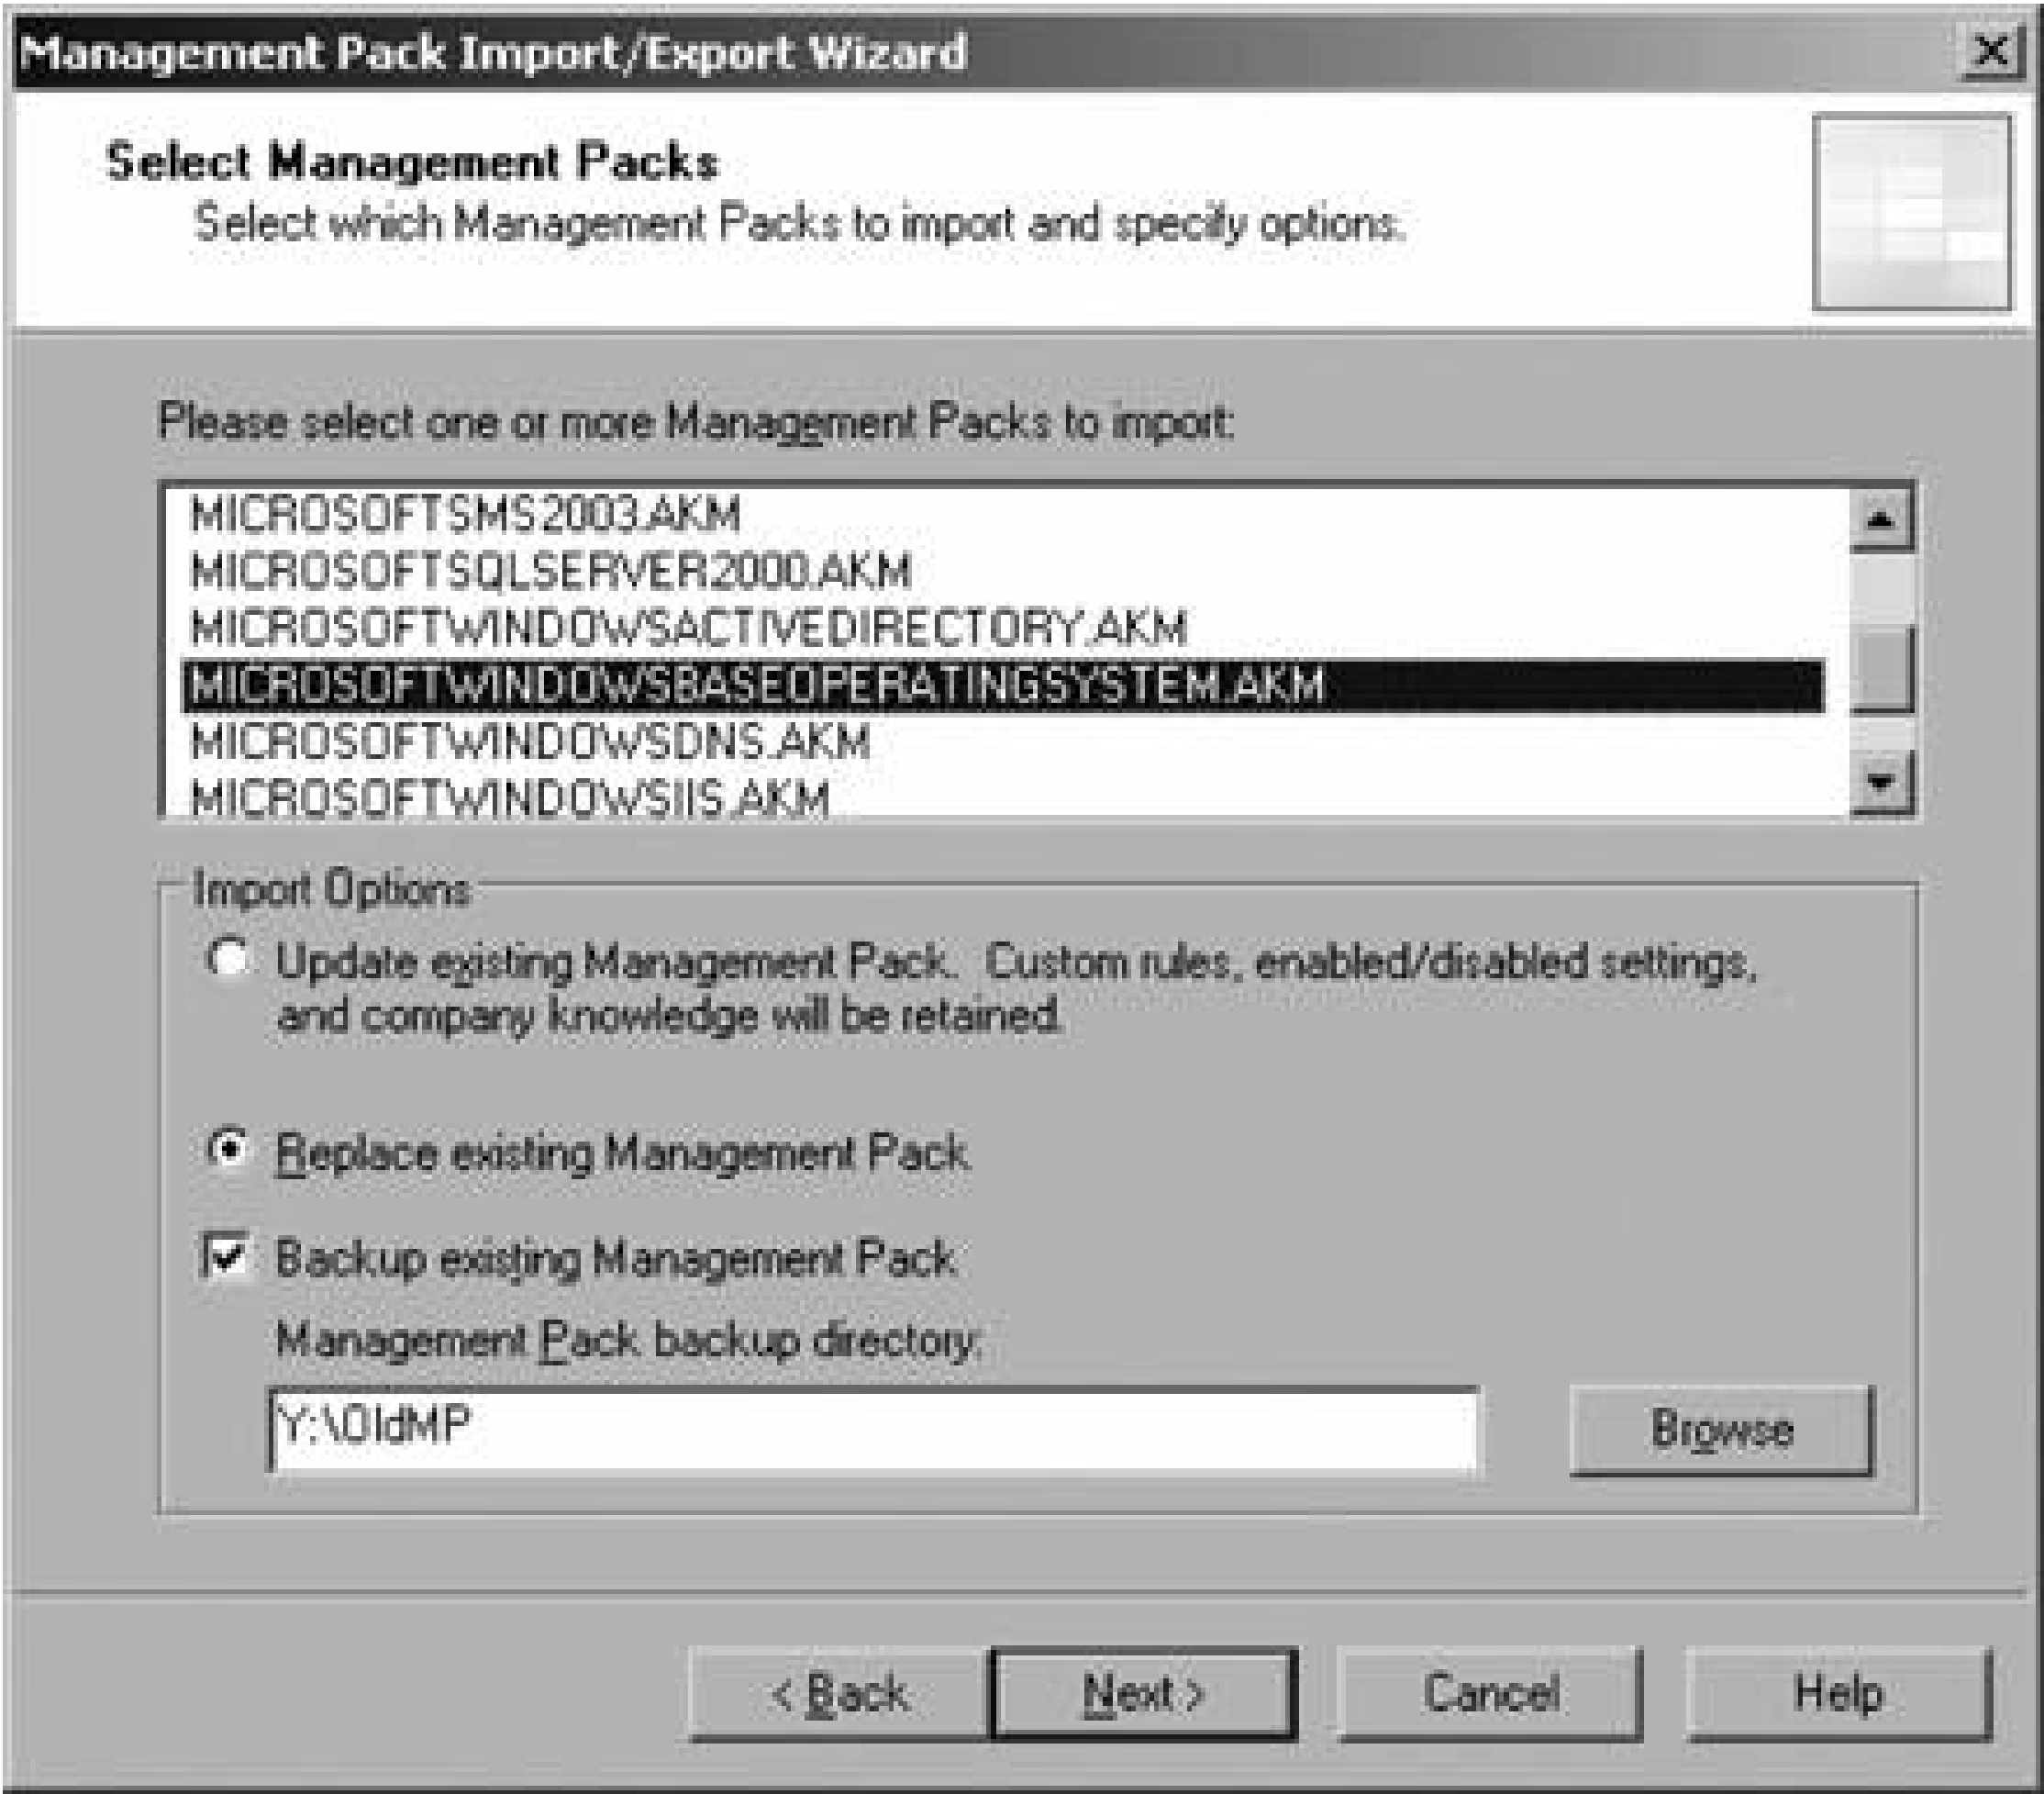 Management Pack Import/Export Wizard
Select Management Packs
Select which Management Packs to import and specify options.
Please select one or more Management Packs to import:
MICROSOFTSMS2003.AKM
MICROSOFTSQLSERVER2000.AKM
MICROSOFTWINDOWSACTIVEDIRECTORY.AKM
MICROSOFTWINDOWSBASEOPERATINGSYSTEM.AKM
MICROSOFTWINDOWSDNS.AKM
MICROSOFTWINDOWSIIS.AKM
Import Options
Update existing Management Pack. Custom rules, enabled/disabled settings,
and company knowledge will be retained.
Replace existing Management Pack
Backup existing Management Pack
Management Pack backup directory:
Y:\OldMP
Browse
< Back
Next >
Cancel
Help